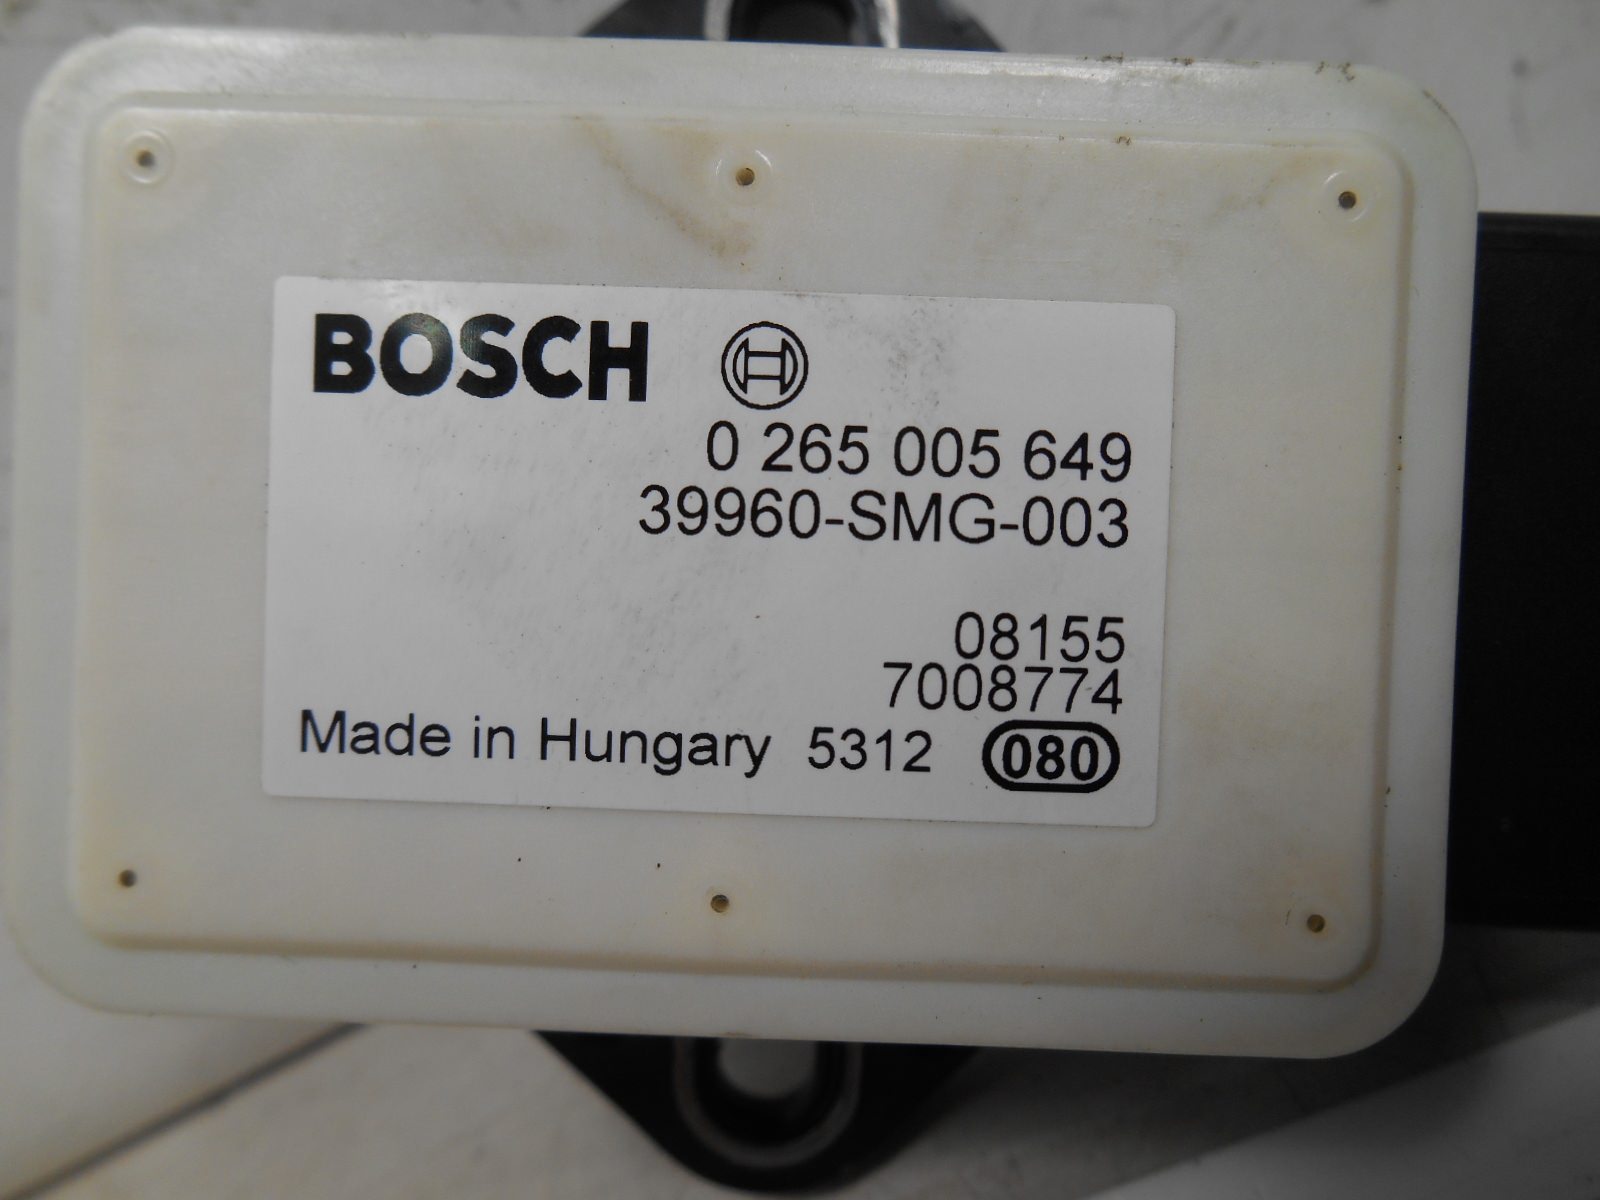 BOSCH
0 265 005 649
39960-SMG-003
08155
7008774
Made in Hungary 5312 080